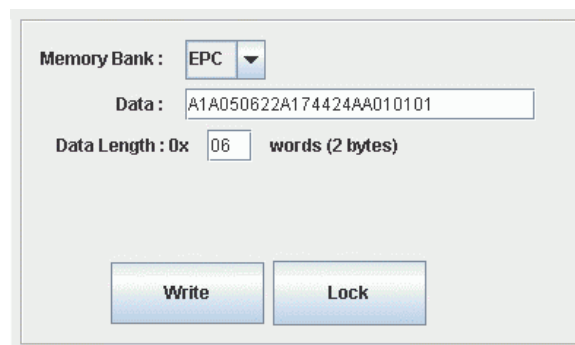 Memory Bank : EPC
Data : A1A050622A174424AA010101
Data Length : 0x 06 words (2 bytes)
Write Lock